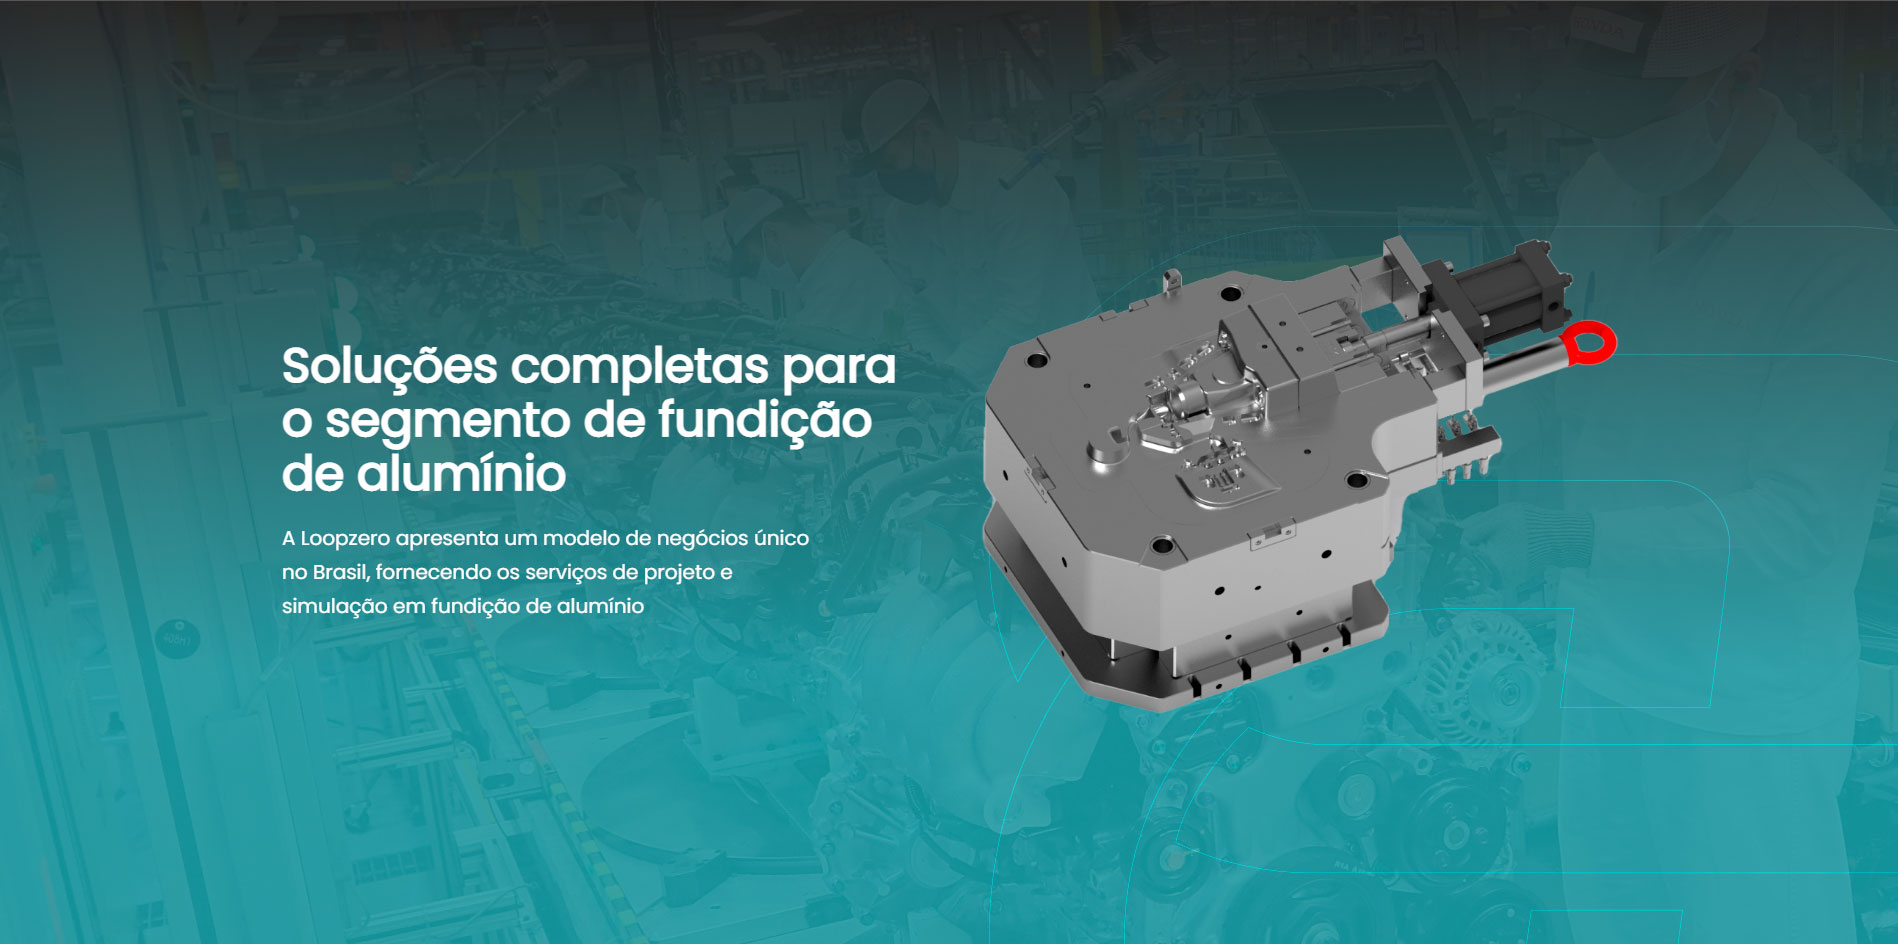 Soluções completas para
o segmento de fundição
de alumínio
A Loopzero apresenta um modelo de negócios único
no Brasil, fornecendo os serviços de projeto e
simulação em fundição de alumínio